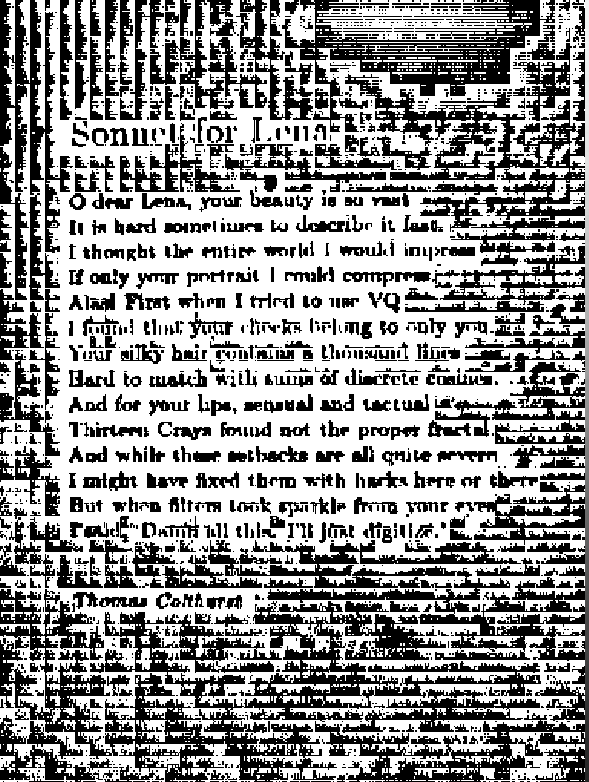 Sonnet for Lena
O dear Lena, your beauty is so vast
It is hard sometimes to describe it fast.
I thought the entire world I would impress
If only your portrait I could compress.
Alas! First when I tried to use VQ
I found that your cheeks belong to only you.
Your silky hair contains a thousand lines
Hard to match with sums of discrete cosines.
And for your lips, sensual and tactual
Thirteen Crays found not the proper fractal.
And while these setbacks are all quite severe
I might have fixed them with hacks here or there
But when filters took sparkle from your eyes
I said, "Damn all this. I'll just digitize."
Thomas Colthurst